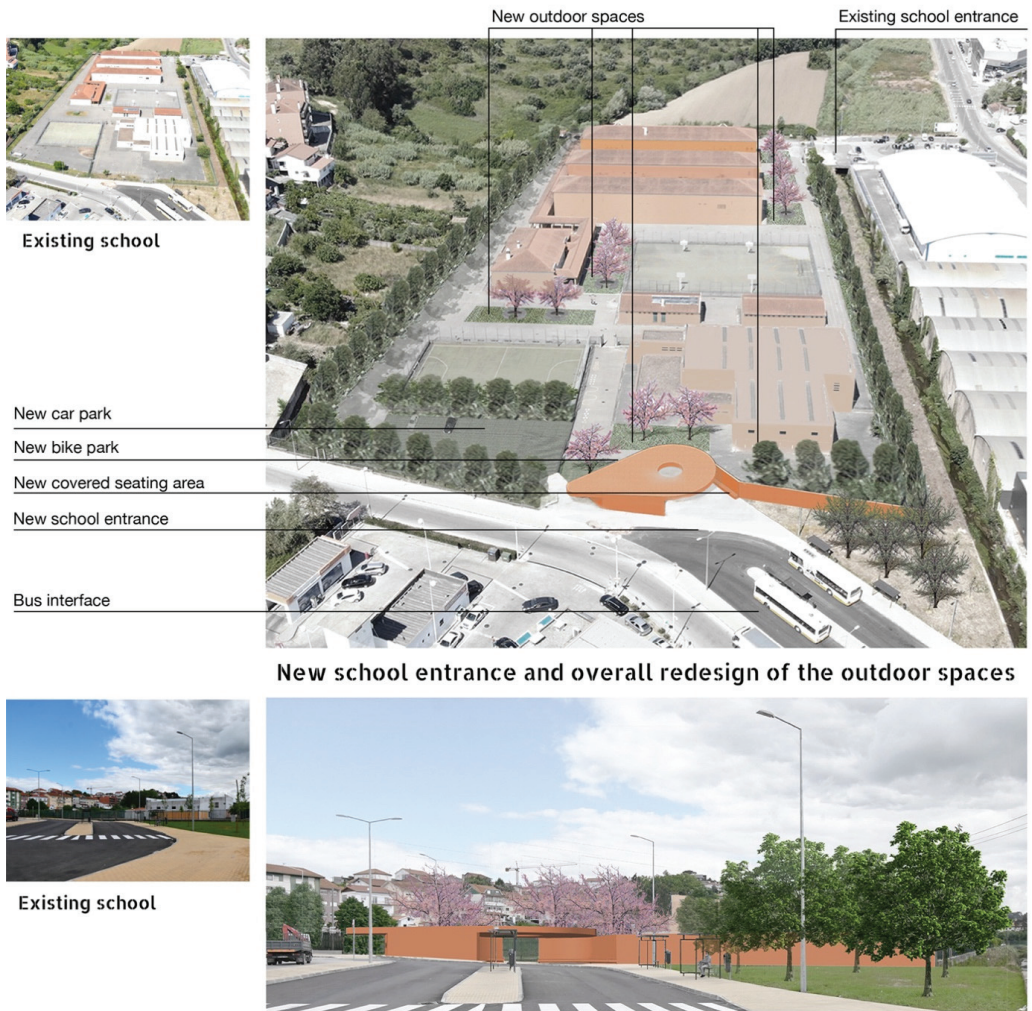 New outdoor spaces
Existing school entrance
Existing school
New car park
New bike park
New covered seating area
New school entrance
Bus interface
New school entrance and overall redesign of the outdoor spaces
Existing school